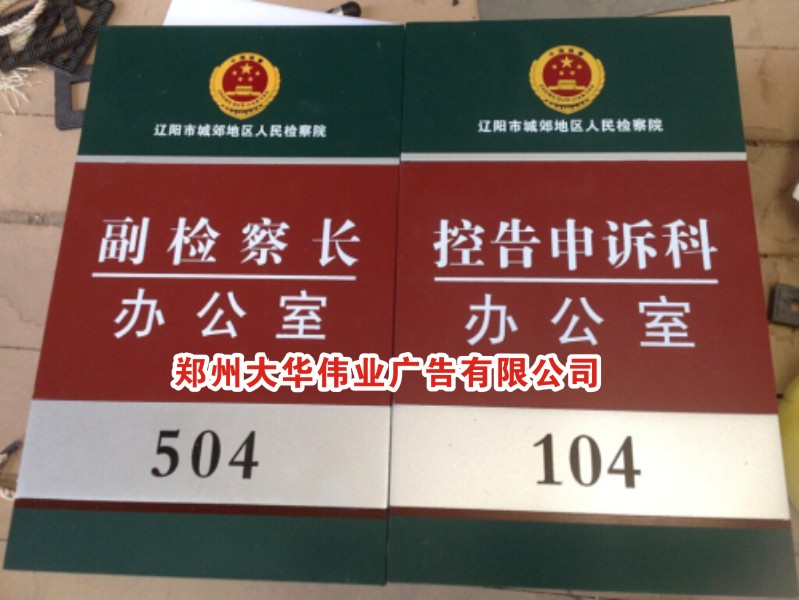 辽阳市城郊地区人民检察院
副检察长
办公室
504
辽阳市城郊地区人民检察院
控告申诉科
办公室
104
郑州大华伟业广告有限公司